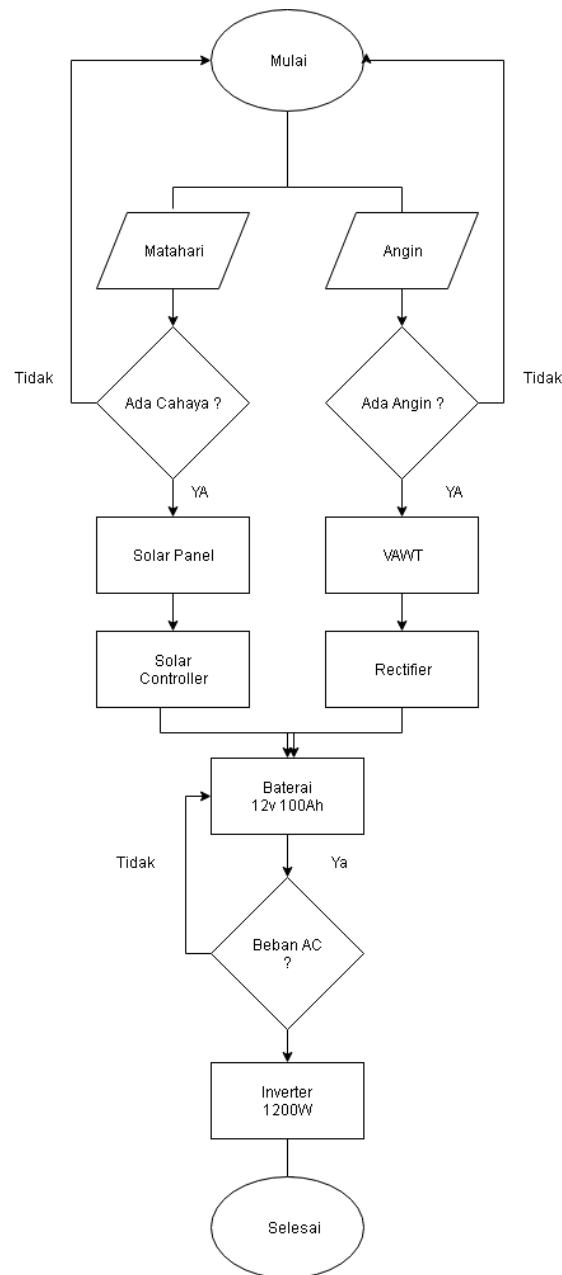 Mulai
Matahari
Angin
Tidak
Ada Cahaya ?
Ada Angin ?
Tidak
YA
YA
Solar Panel
VAWT
Solar
Controller
Rectifier
Baterai
12v 100Ah
Tidak
Ya
Beban AC
?
Inverter
1200W
Selesai